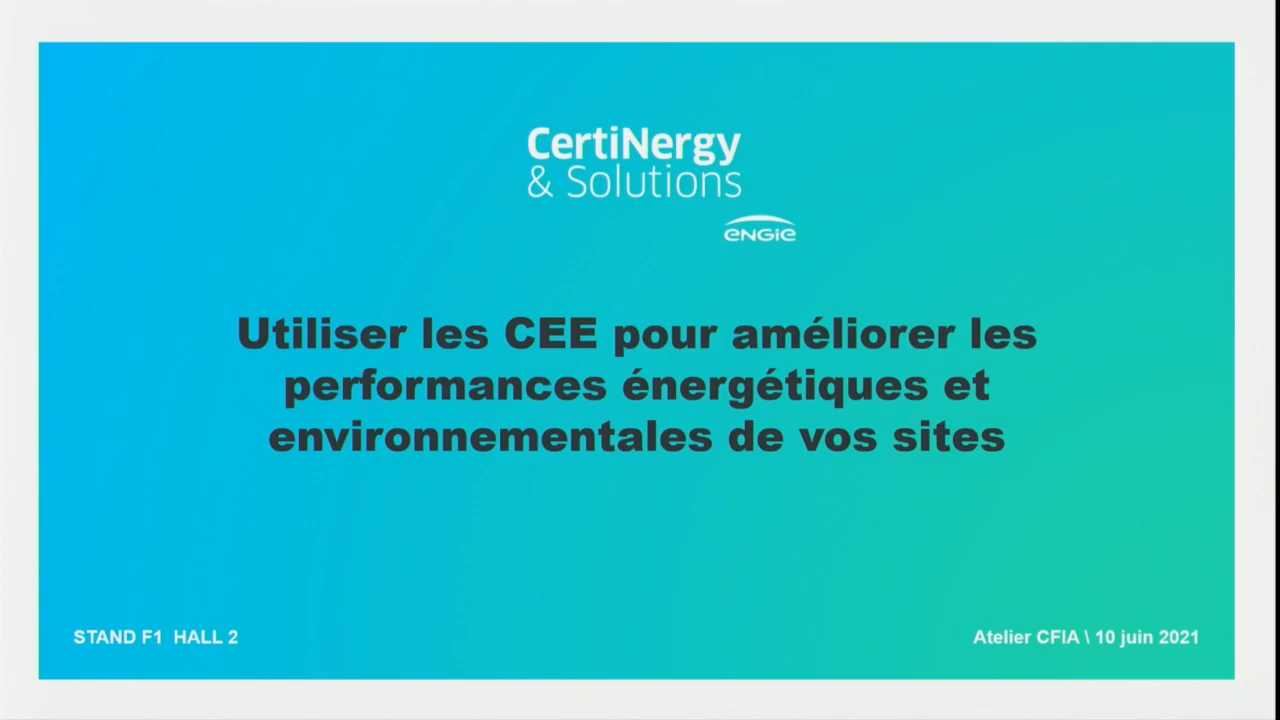 CertiNergy
& Solutions
ENGIE
Utiliser les CEE pour améliorer les
performances énergétiques et
environnementales de vos sites
STAND F1 HALL 2
Atelier CFIA \ 10 juin 2021